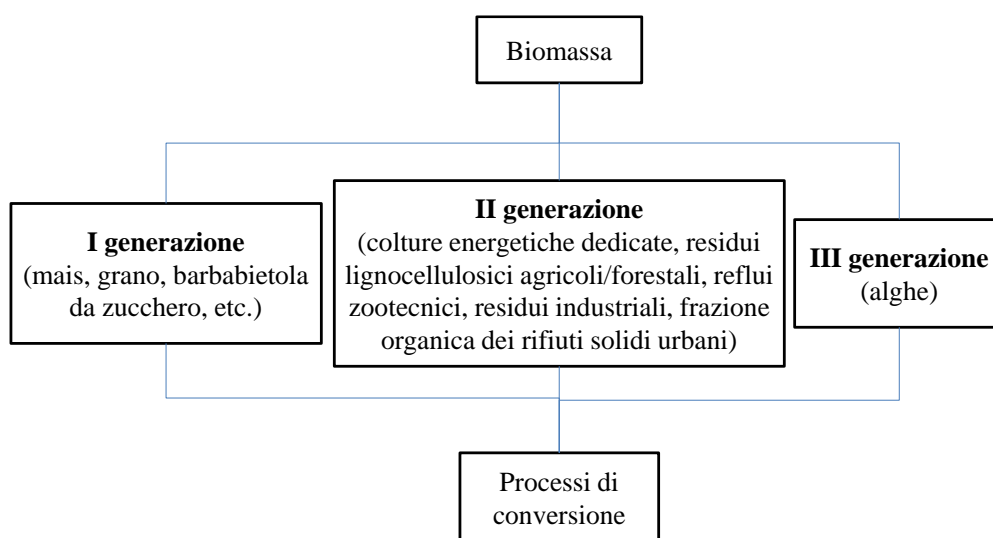 Biomassa
I generazione
(mais, grano, barbabietola
da zucchero, etc.)
II generazione
(colture energetiche dedicate, residui
lignocellulosici agricoli/forestali, reflui
zootecnici, residui industriali, frazione
organica dei rifiuti solidi urbani)
III generazione
(alghe)
Processi di
conversione